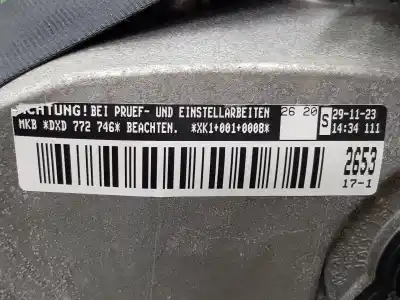 ACHTUNG! BEI PRUEF- UND EINSTELLARBEITEN
MKB *DXD 772 746* BEACHTEN. *XK1+001+0008*
26 20
S
29-11-23
14:34 111
2653
17-1